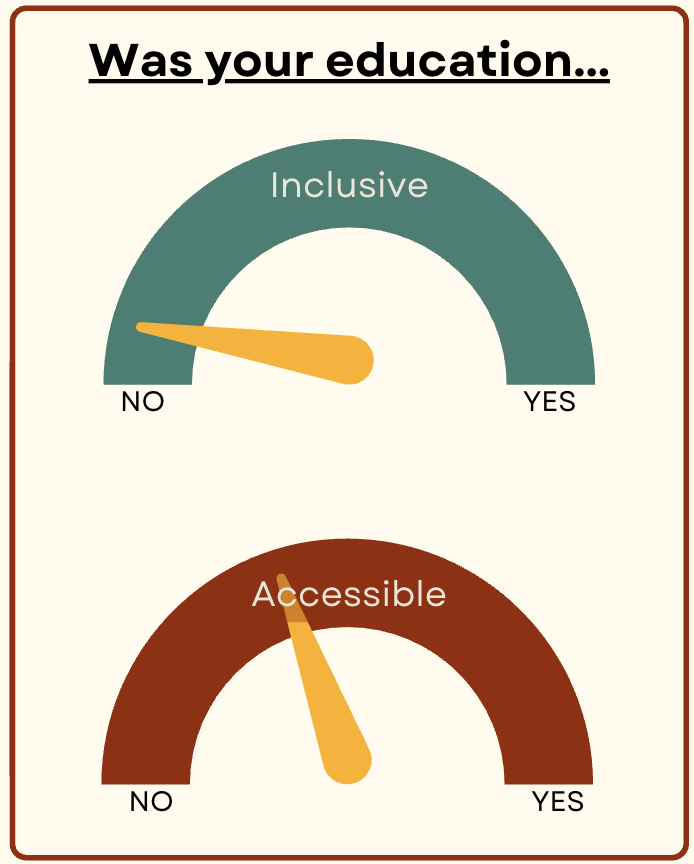 Was your education...
Inclusive
NO YES
Accessible
NO YES